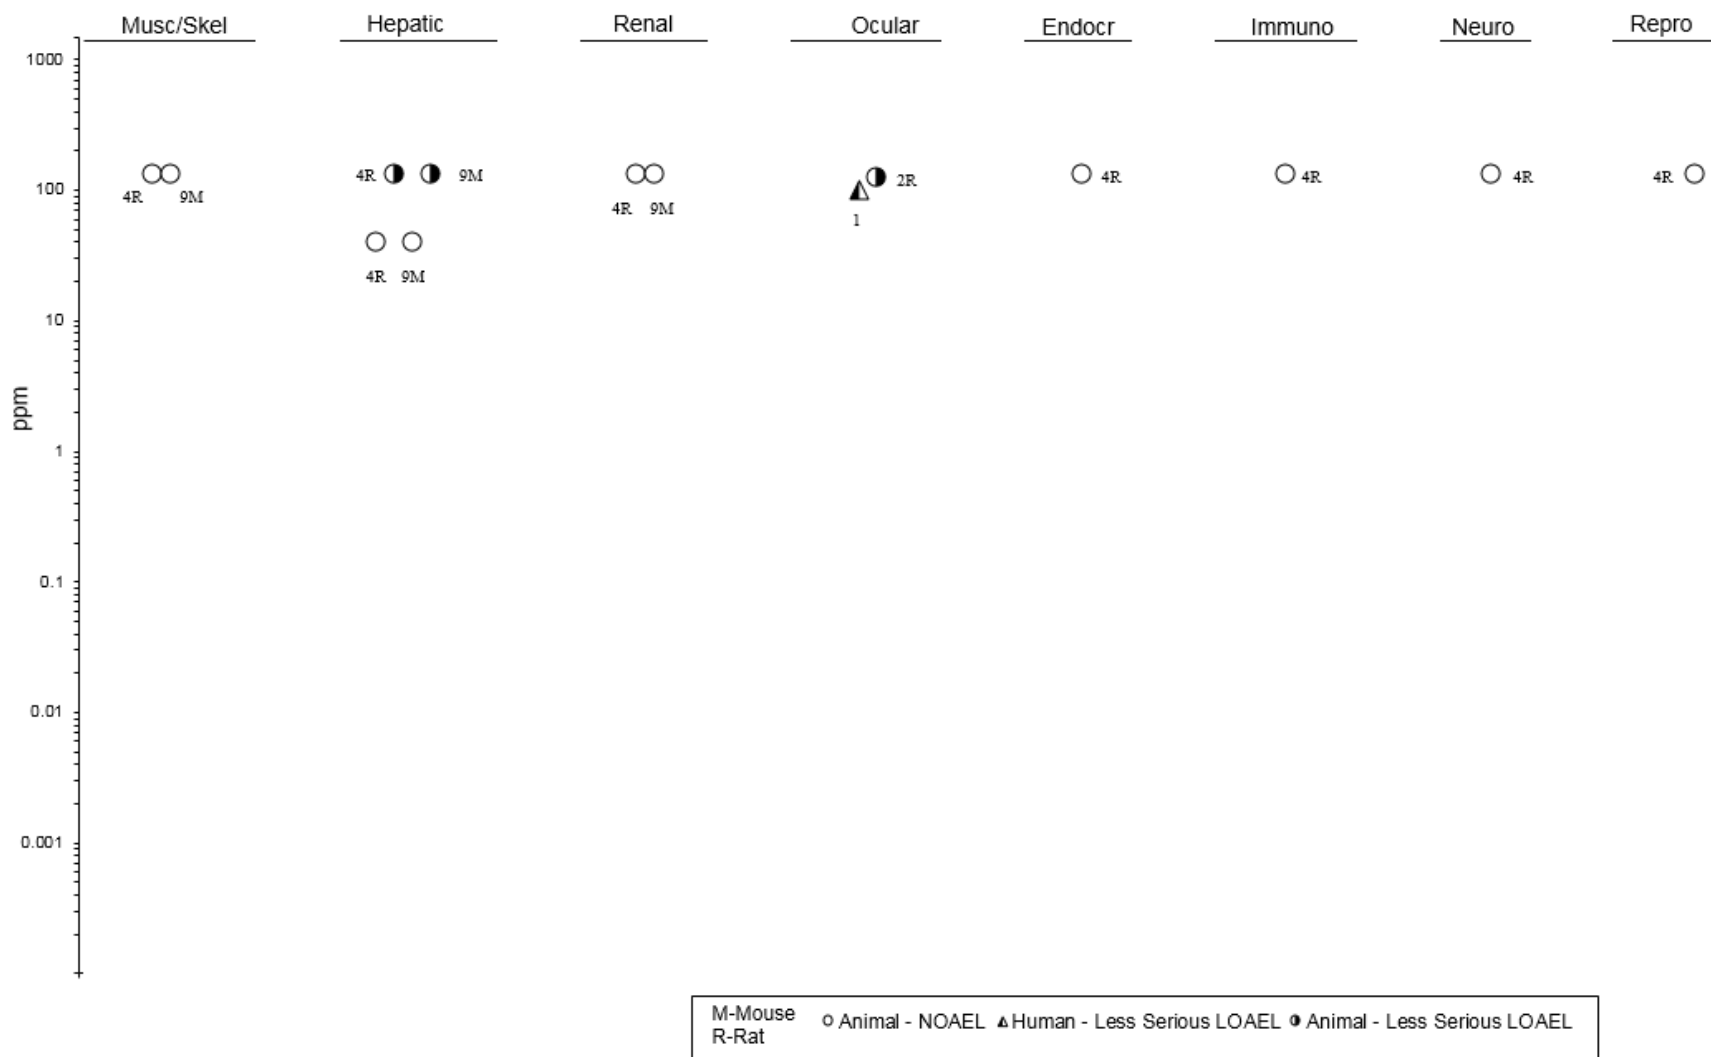 Musc/Skel Hepatic Renal Ocular Endocr Immuno Neuro Repro
1000
4R 9M 2R 4R 4R 4R 4R
100
4R 9M 4R 9M
1
4R 9M
10
ppm
1
0.1
0.01
0.001
M-Mouse Animal - NOAEL Human - Less Serious LOAEL Animal - Less Serious LOAEL
R-Rat